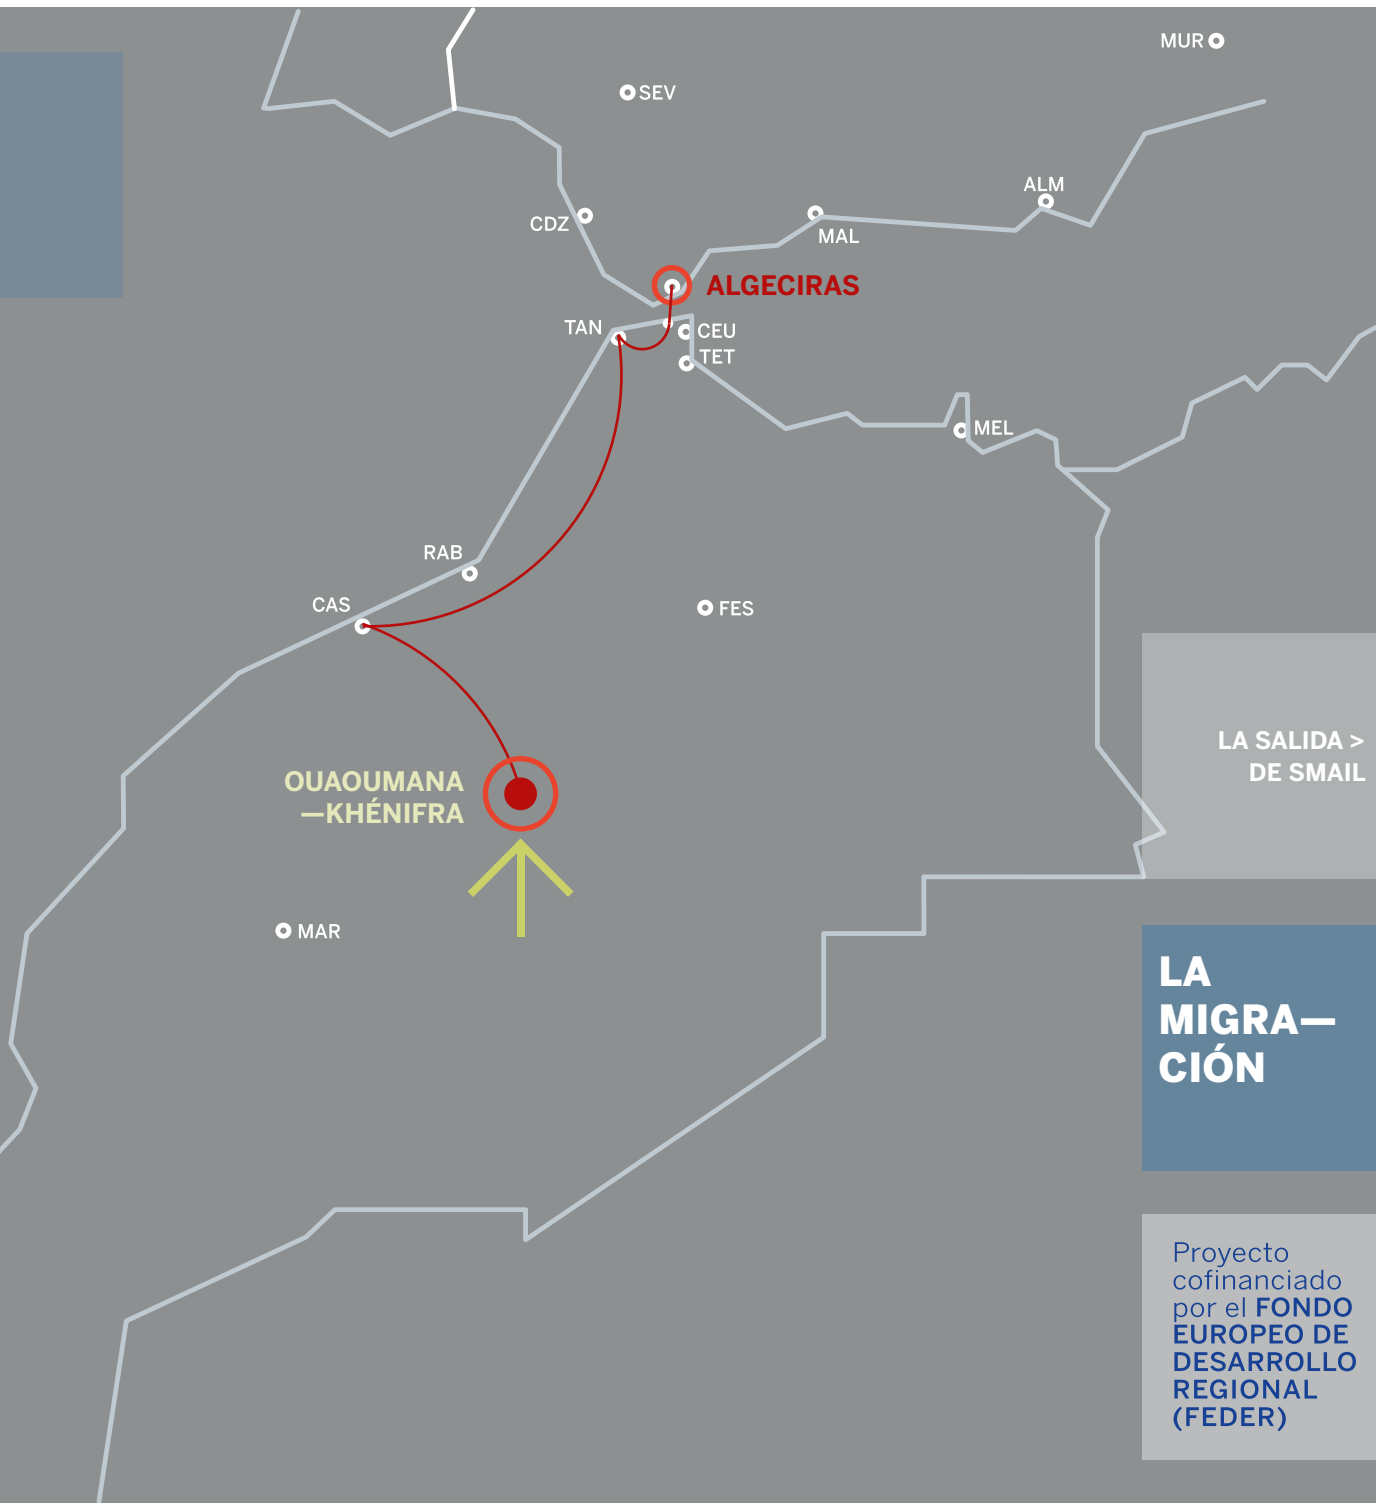 MUR
SEV
ALM
CDZ
MAL
ALGECIRAS
TAN
CEU
TET
MEL
RAB
CAS
FES
LA SALIDA >
DE SMAIL
OUAOUMANA
—KHÉNIFRA
MAR
LA
MIGRA—
CIÓN
Proyecto
cofinanciado
por el FONDO
EUROPEO DE
DESARROLLO
REGIONAL
(FEDER)